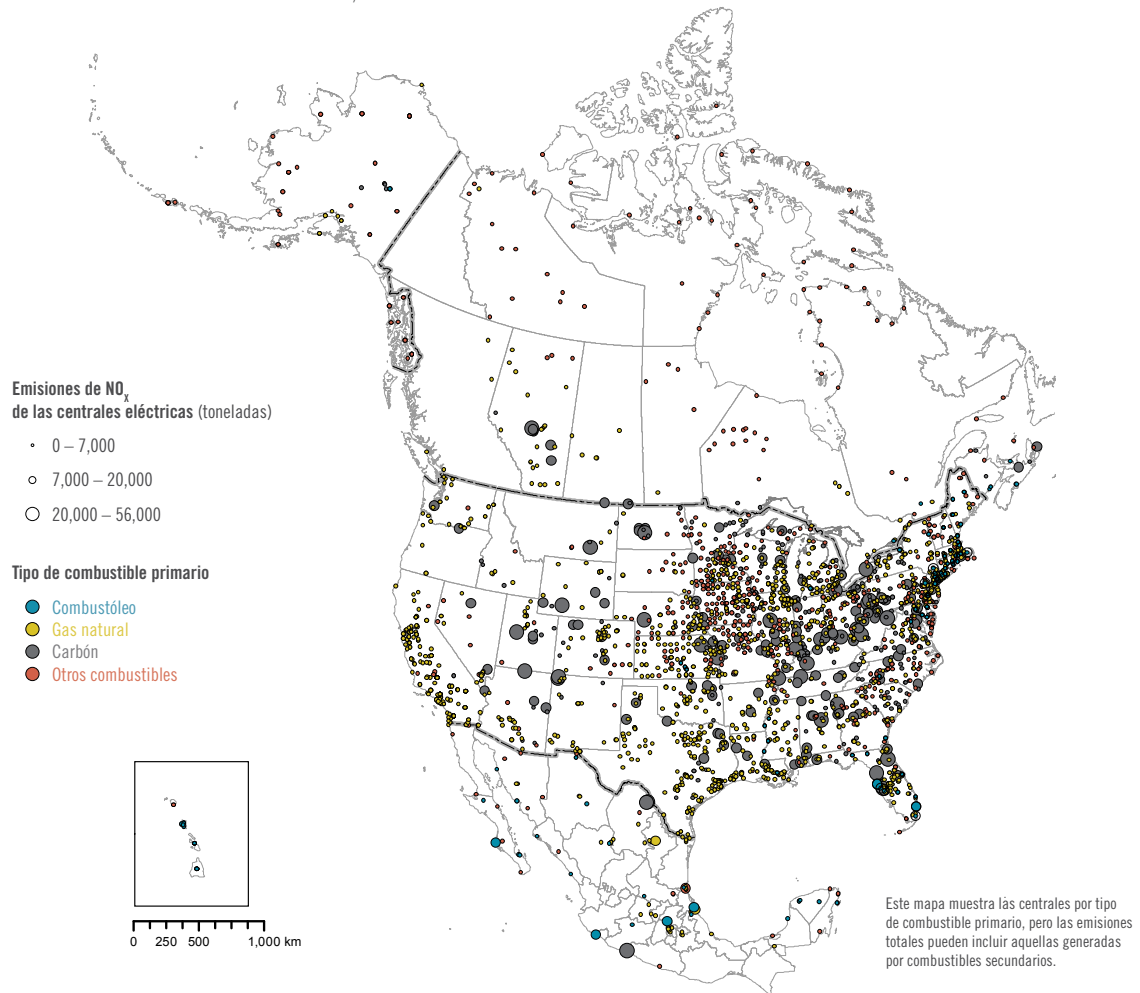 Emisiones de NOx
de las centrales eléctricas (toneladas)
0 – 7,000
7,000 – 20,000
20,000 – 56,000
Tipo de combustible primario
Combustóleo
Gas natural
Carbón
Otros combustibles
0 250 500 1,000 km
Este mapa muestra las centrales por tipo
de combustible primario, pero las emisiones
totales pueden incluir aquellas generadas
por combustibles secundarios.